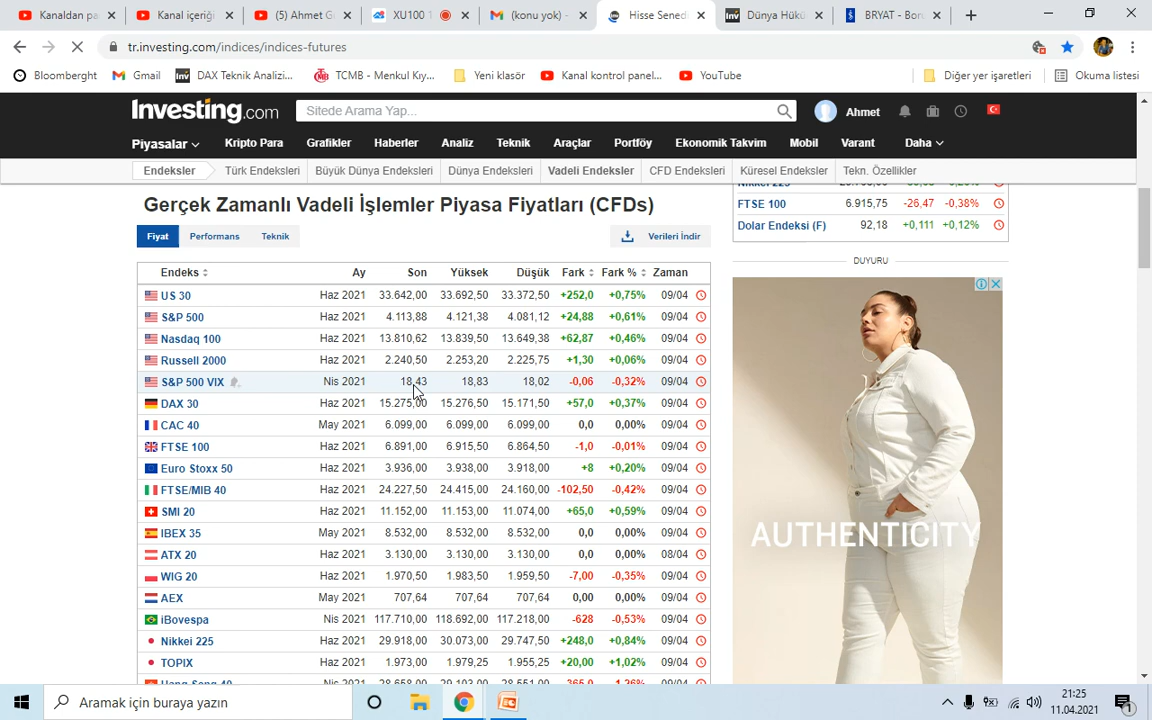 Kanaldan pa
Kanal içeriği
(5) Ahmet G
XU100 1
(konu yok) -
Hisse Sened
Dünya Hükü
BRYAT - Bor
tr.investing.com/indices/indices-futures
Bloomberght
Gmail
DAX Teknik Analizi...
TCMB - Menkul Kıy...
Yeni klasör
Kanal kontrol panel...
YouTube
Diğer yer işaretleri
Okuma listesi
Investing.com
Sitede Arama Yap...
Ahmet
Piyasalar
Kripto Para
Grafikler
Haberler
Analiz
Teknik
Araçlar
Portföy
Ekonomik Takvim
Mobil
Varant
Daha
Endeksler
Türk Endeksleri
Büyük Dünya Endeksleri
Dünya Endeksleri
Vadeli Endeksler
CFD Endeksleri
Küresel Endeksler
Tekn. Özellikler
Gerçek Zamanlı Vadeli İşlemler Piyasa Fiyatları (CFDs)
Fiyat
Performans
Teknik
Verileri İndir
Endeks Ay Son Yüksek Düşük Fark Fark % Zaman
US 30 Haz 2021 33.642,00 33.692,50 33.372,50 +252,0 +0,75% 09/04
S&P 500 Haz 2021 4.113,88 4.121,38 4.081,12 +24,88 +0,61% 09/04
Nasdaq 100 Haz 2021 13.810,62 13.839,50 13.649,38 +62,87 +0,46% 09/04
Russell 2000 Haz 2021 2.240,50 2.253,20 2.225,75 +1,30 +0,06% 09/04
S&P 500 VIX Nis 2021 18,43 18,83 18,02 -0,06 -0,32% 09/04
DAX 30 Haz 2021 15.275,00 15.276,50 15.171,50 +57,0 +0,37% 09/04
CAC 40 May 2021 6.099,00 6.099,00 6.099,00 0,0 0,00% 09/04
FTSE 100 Haz 2021 6.891,00 6.915,50 6.864,50 -1,0 -0,01% 09/04
Euro Stoxx 50 Haz 2021 3.936,00 3.938,00 3.918,00 +8 +0,20% 09/04
FTSE/MIB 40 Haz 2021 24.227,50 24.415,00 24.160,00 -102,50 -0,42% 09/04
SMI 20 Haz 2021 11.152,00 11.153,00 11.074,00 +65,0 +0,59% 09/04
IBEX 35 May 2021 8.532,00 8.532,00 8.532,00 0,0 0,00% 09/04
ATX 20 Haz 2021 3.130,00 3.130,00 3.130,00 0,0 0,00% 08/04
WIG 20 Haz 2021 1.970,50 1.983,50 1.959,50 -7,00 -0,35% 09/04
AEX May 2021 707,64 707,64 707,64 0,00 0,00% 09/04
iBovespa Nis 2021 117.710,00 118.692,00 117.218,00 -628 -0,53% 09/04
Nikkei 225 Haz 2021 29.918,00 30.073,00 29.747,50 +248,0 +0,84% 09/04
TOPIX Haz 2021 1.973,00 1.979,25 1.955,25 +20,00 +1,02% 09/04
FTSE 100 6.915,75 -26,47 -0,38%
Dolar Endeksi (F) 92,18 +0,111 +0,12%
DUYURU
AUTHENTICITY
Aramak için buraya yazın
21:25
11.04.2021
1